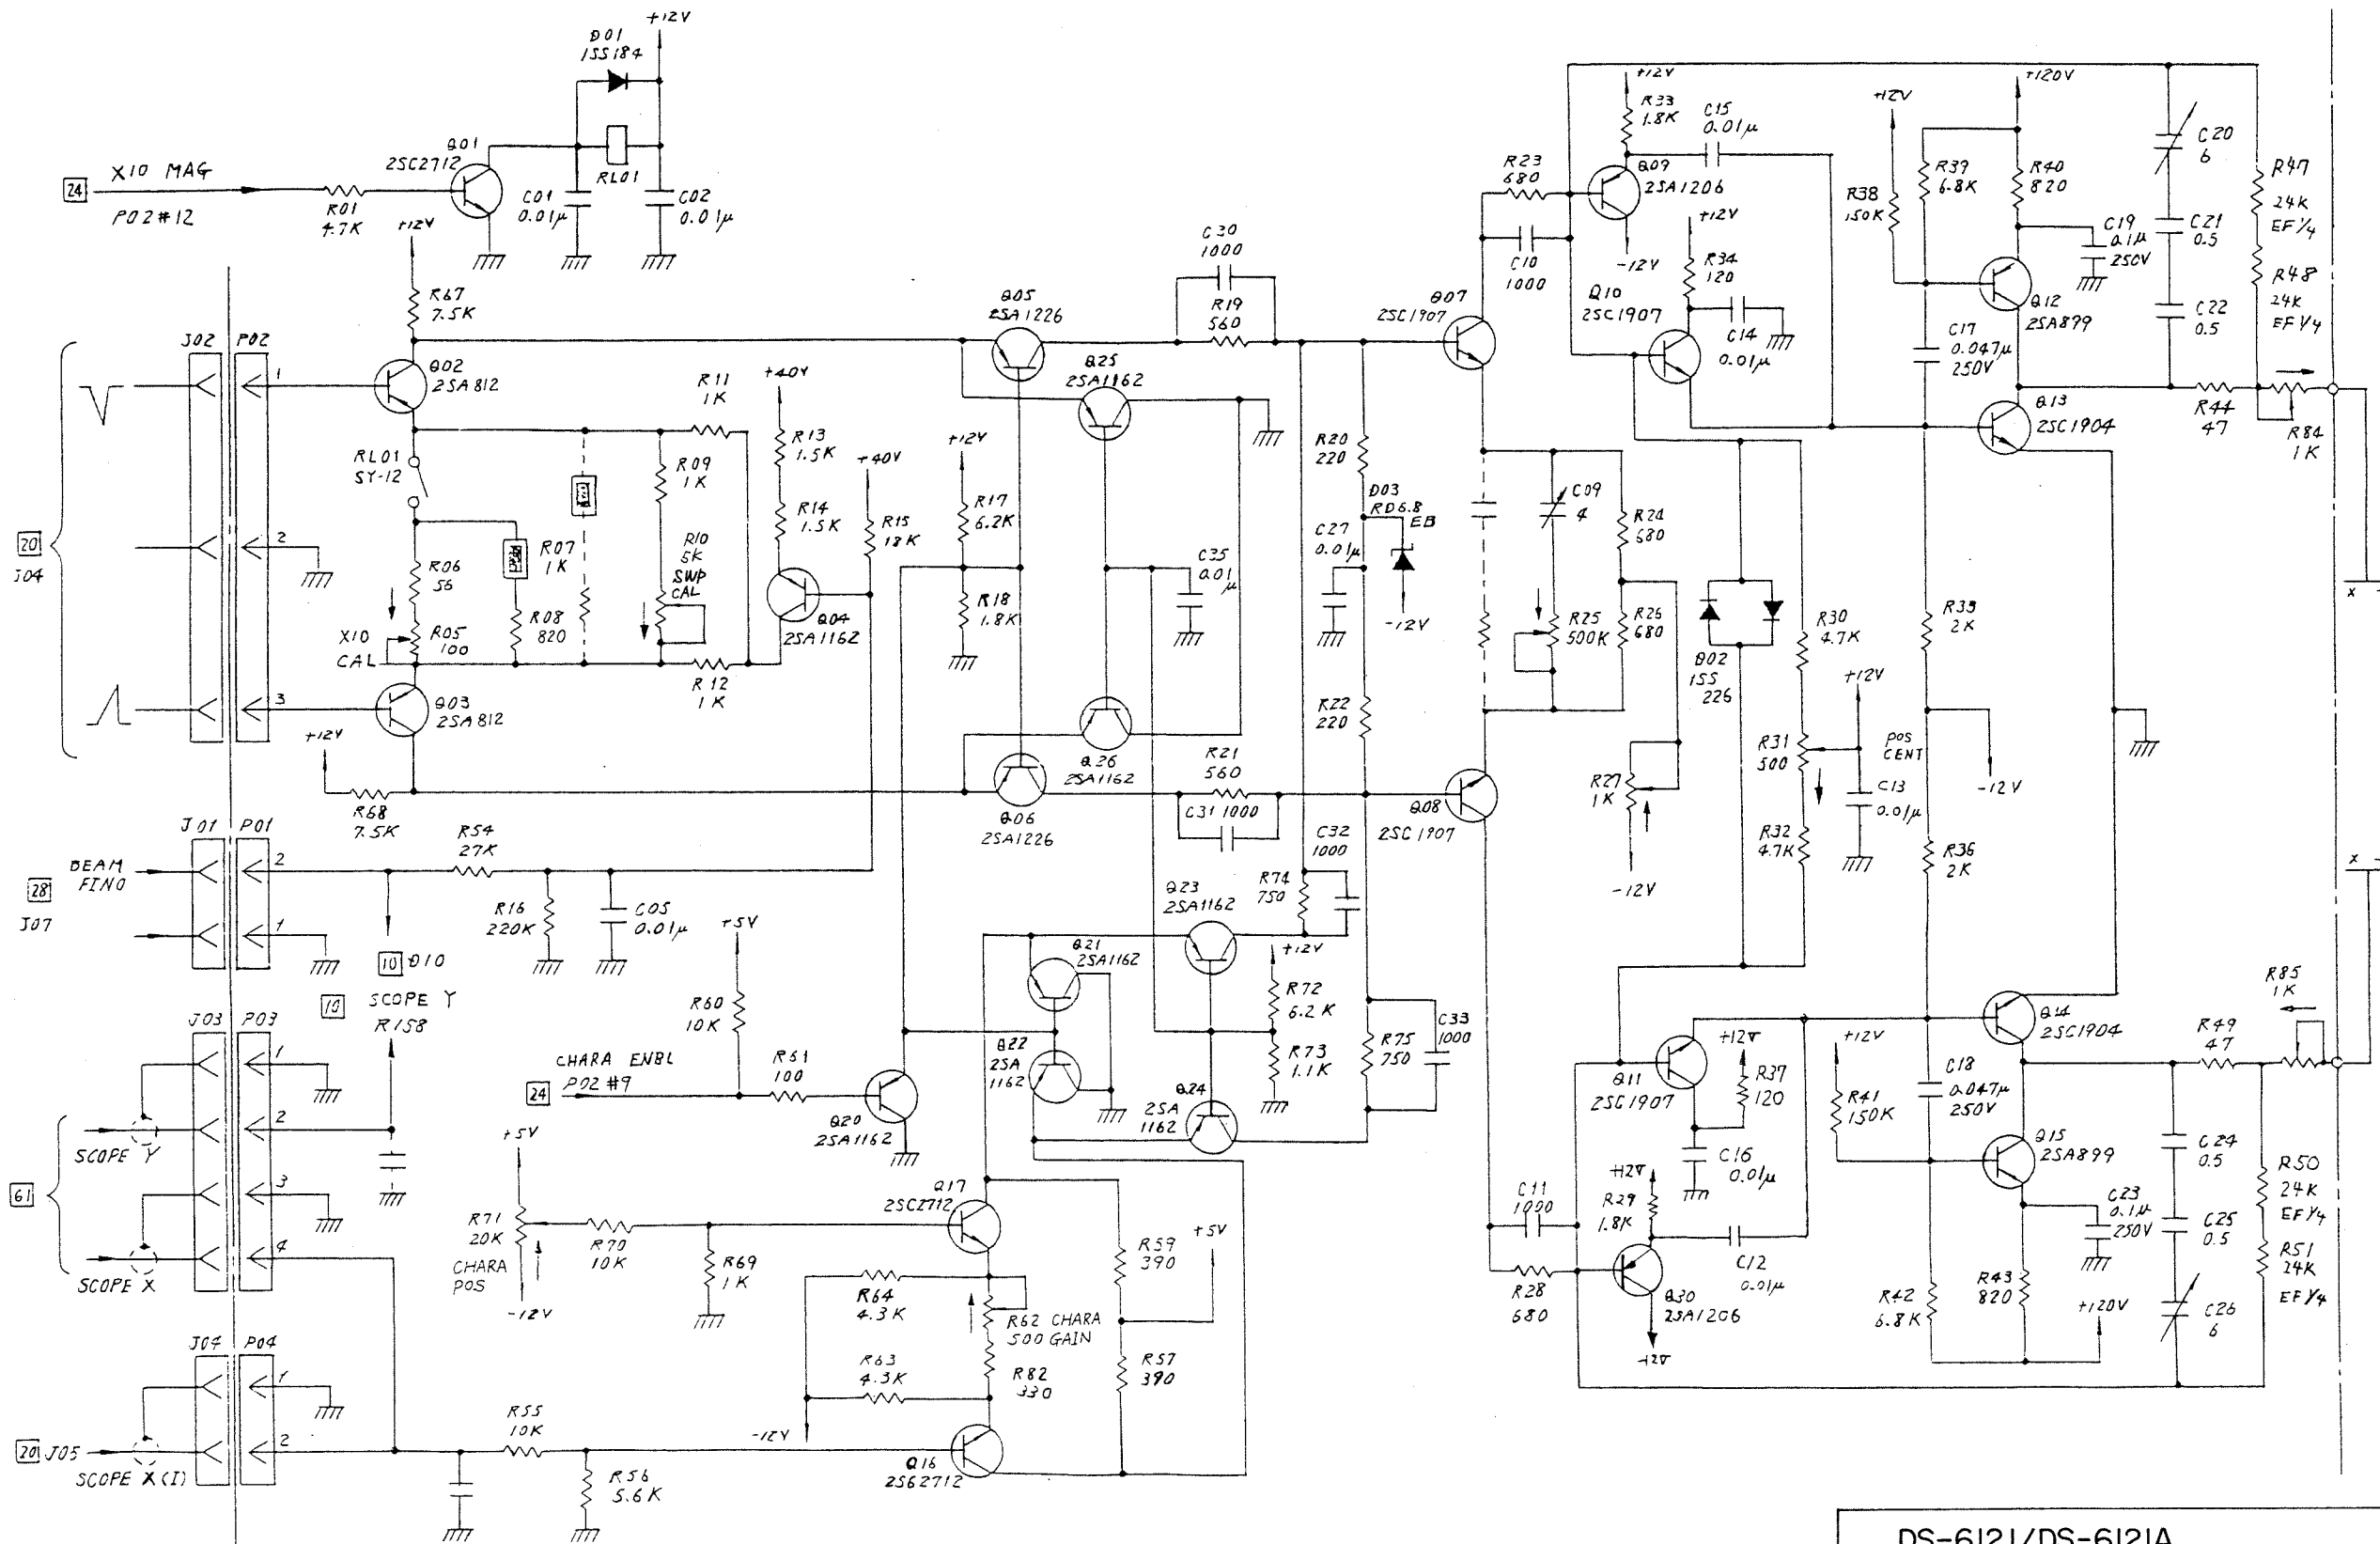 +12V
D01
1SS184
Q01
2SC2712
24
X10 MAG
P02#12
R01
4.7K
RL01
C01
0.01μ
C02
0.01μ
+12V
R67
7.5K
J02
P02
1
Q02
2SA812
RL01
SY-12
2
20
J04
R06
56
R07
1K
R08
820
X10
CAL
R05
100
3
Q03
2SA812
+12V
R68
7.5K
R11
1K
R09
1K
R10
5K
SWP
CAL
R12
1K
+40V
R13
1.5K
R14
1.5K
+40V
R15
18K
Q04
2SA1162
+12V
R17
6.2K
R18
1.8K
Q05
2SA1226
Q25
2SA1162
C35
0.01
μ
Q26
2SA1162
Q06
2SA1226
C30
1000
R19
560
R21
560
C31 1000
R20
220
D03
RD6.8
EB
C27
0.01μ
-12V
R22
220
C32
1000
R74
750
Q07
2SC1907
Q08
2SC1907
R23
680
C10
1000
C09
4
R24
680
R25
500K
R26
680
R27
1K
-12V
+12V
R33
1.8K
C15
0.01μ
Q09
2SA1206
-12V
+12V
R34
120
Q10
2SC1907
C14
0.01μ
D02
1SS
226
R30
4.7K
+12V
R31
500
POS
CENT
C13
0.01μ
R32
4.7K
+12V
R38
150K
R39
6.8K
+120V
R40
820
C19
0.1μ
250V
Q12
2SA899
C17
0.047μ
250V
Q13
2SC1904
R35
2K
-12V
R36
2K
C20
6
C21
0.5
C22
0.5
R47
24K
EF1/4
R48
24K
EF1/4
R44
47
R84
1K
X
X
J01
P01
BEAM
FIND
28
J07
2
1
R54
27K
R16
220K
C05
0.01μ
10 D10
10
SCOPE Y
R158
J03
P03
1
2
3
4
61
SCOPE Y
SCOPE X
J04
P04
1
2
20 J05
SCOPE X(I)
R55
10K
R56
5.6K
+5V
R60
10K
CHARA ENBL
24
P02 #9
R61
100
Q20
2SA1162
+5V
R71
20K
CHARA
POS
-12V
R70
10K
R69
1K
Q17
2SC2712
R64
4.3K
R62 CHARA
500 GAIN
R63
4.3K
R82
330
-12V
Q16
2SC2712
R59
390
+5V
R57
390
Q21
2SA1162
Q22
2SA
1162
Q23
2SA1162
Q24
2SA
1162
+12V
R72
6.2K
R73
1.1K
R75
750
C33
1000
Q11
2SC1907
+12V
R37
120
C16
0.01μ
C11
1000
R28
680
+12V
R29
1.8K
Q30
2SA1206
-12V
C12
0.01μ
+12V
R41
150K
C18
0.047μ
250V
Q14
2SC1904
Q15
2SA899
R42
6.8K
R43
820
C23
0.1μ
250V
+120V
R49
47
R85
1K
C24
0.5
C25
0.5
C26
6
R50
24K
EF1/4
R51
24K
EF1/4
DS-6121/DS-6121A